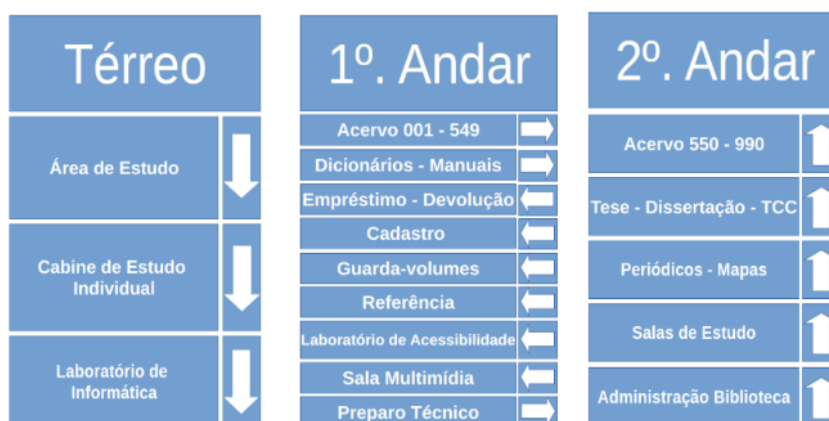 Térreo
Área de Estudo
Cabine de Estudo
Individual
Laboratório de
Informática
1º. Andar
Acervo 001 - 549
Dicionários - Manuais
Empréstimo - Devolução
Cadastro
Guarda-volumes
Referência
Laboratório de Acessibilidade
Sala Multimídia
Preparo Técnico
2º. Andar
Acervo 550 - 990
Tese - Dissertação - TCC
Periódicos - Mapas
Salas de Estudo
Administração Biblioteca